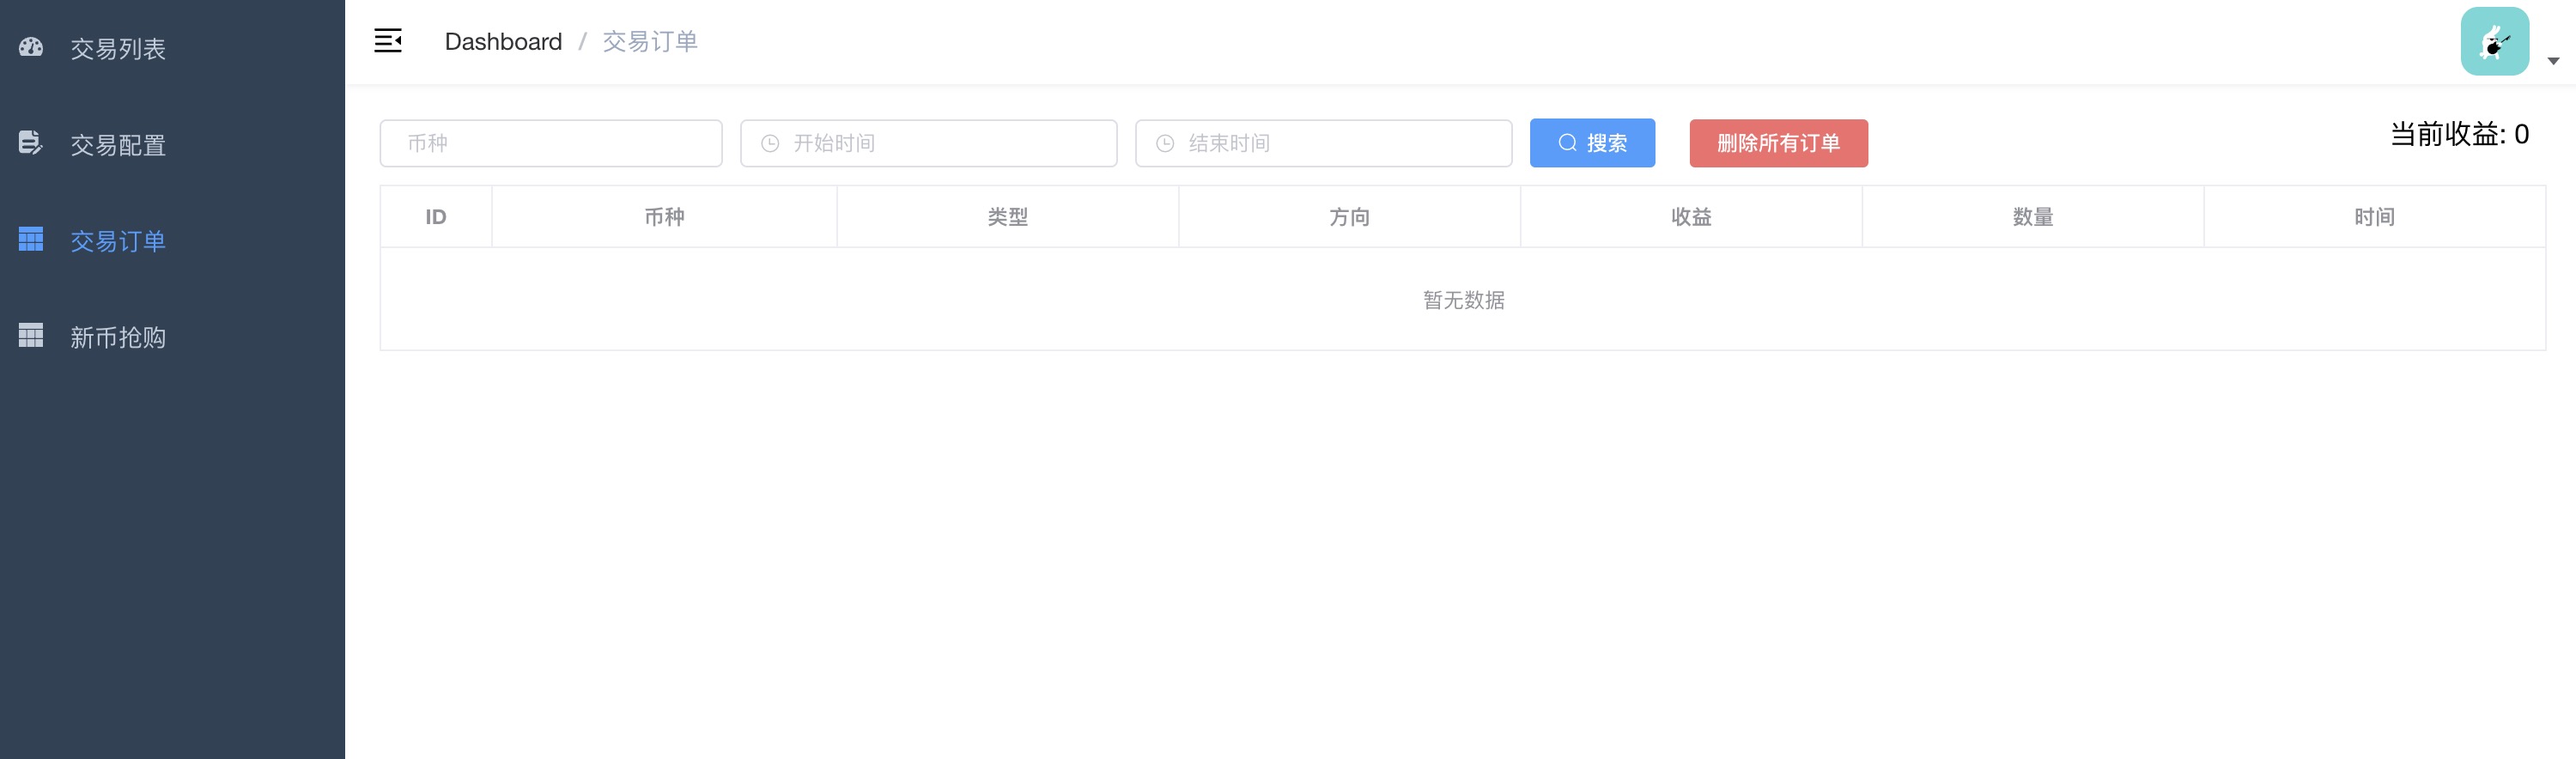 交易列表
交易配置
交易订单
新币抢购
Dashboard / 交易订单
币种 开始时间 结束时间 搜索 删除所有订单 当前收益: 0
ID 币种 类型 方向 收益 数量 时间
暂无数据